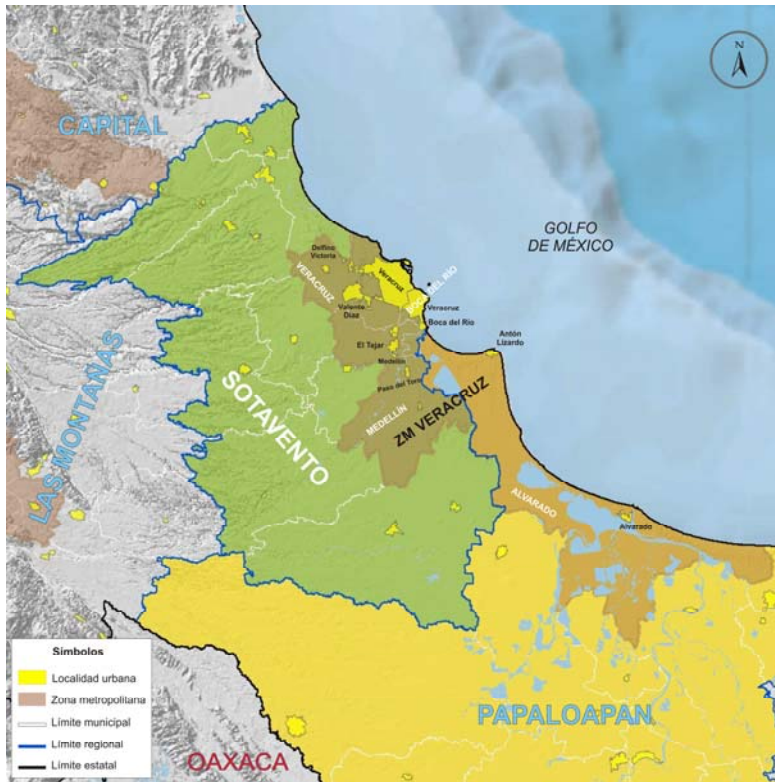 CAPITAL
N
GOLFO
DE MÉXICO
Delfino
Victoria
VERACRUZ
Veracruz
BOCA DEL RÍO
Valente
Díaz
Veracruz
Boca del Río
El Tejar
Antón
Lizardo
Medellín
Paso del Toro
LAS MONTAÑAS
SOTAVENTO
MEDELLÍN
ZM VERACRUZ
ALVARADO
Alvarado
Símbolos
Localidad urbana
Zona metropolitana
Límite municipal
Límite regional
Límite estatal
PAPALOAPAN
OAXACA